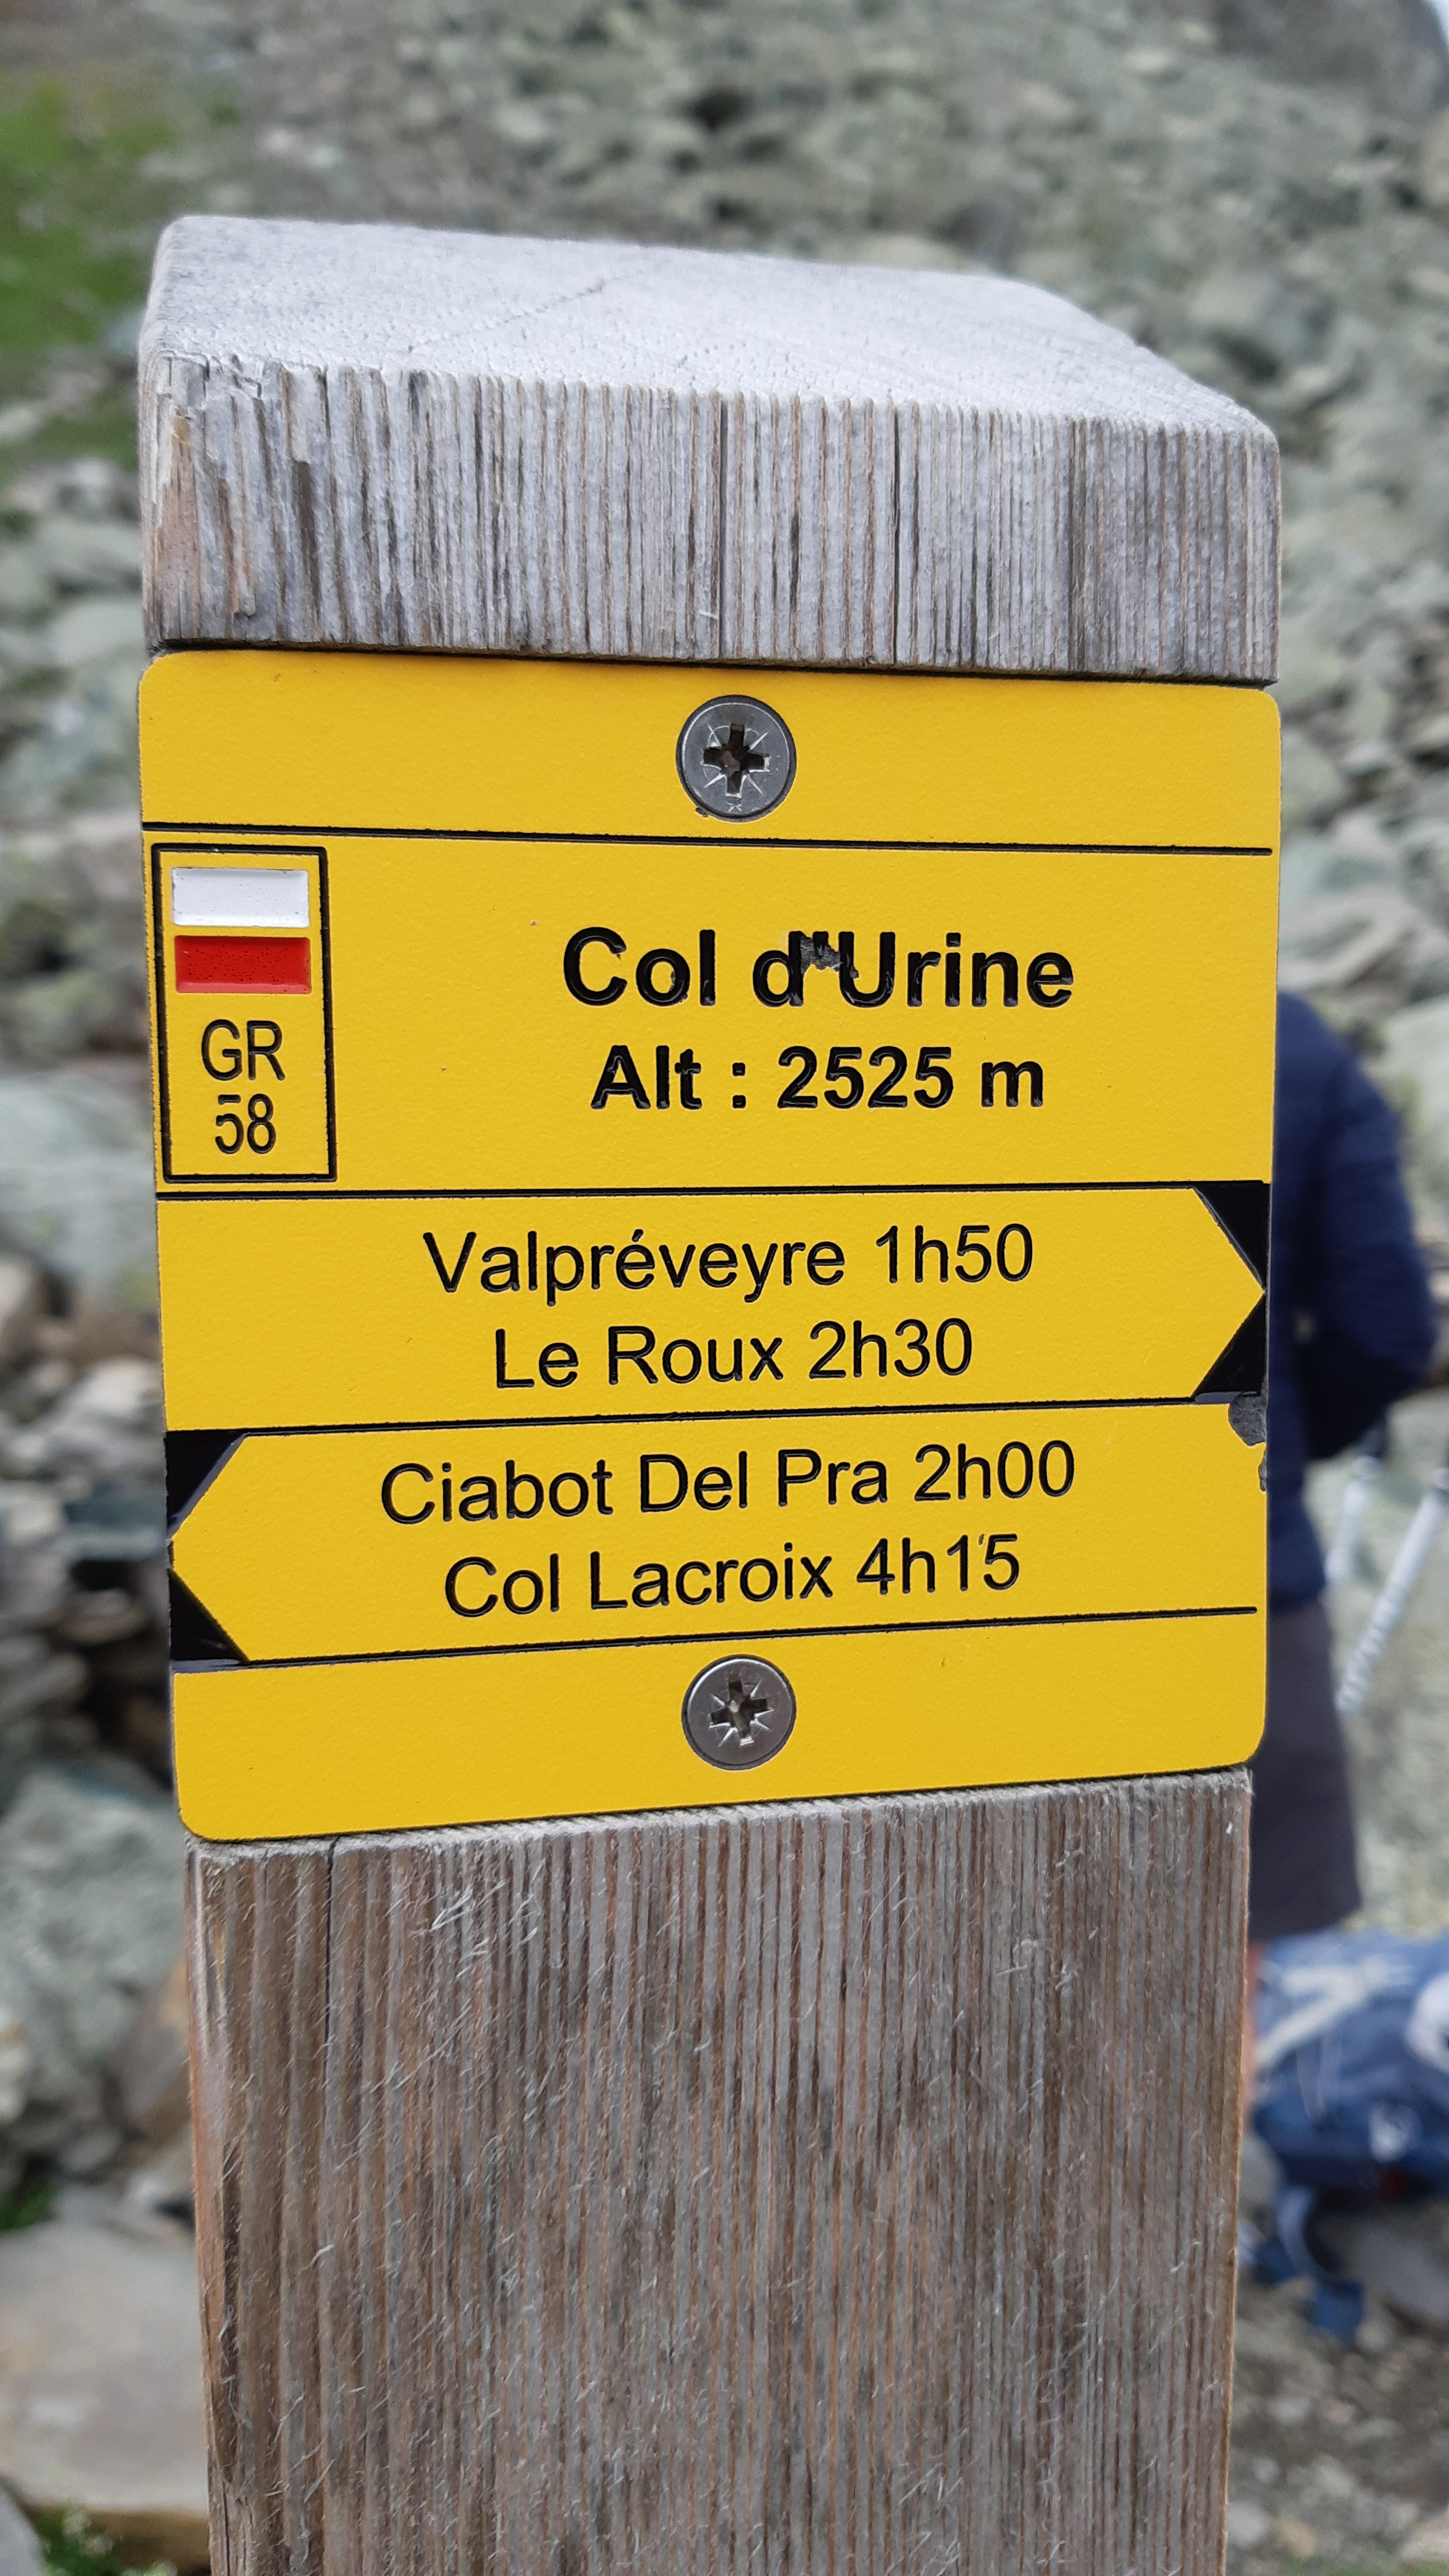 GR
58
Col d'Urine
Alt : 2525 m
Valpréveyre 1h50
Le Roux 2h30
Ciabot Del Pra 2h00
Col Lacroix 4h15